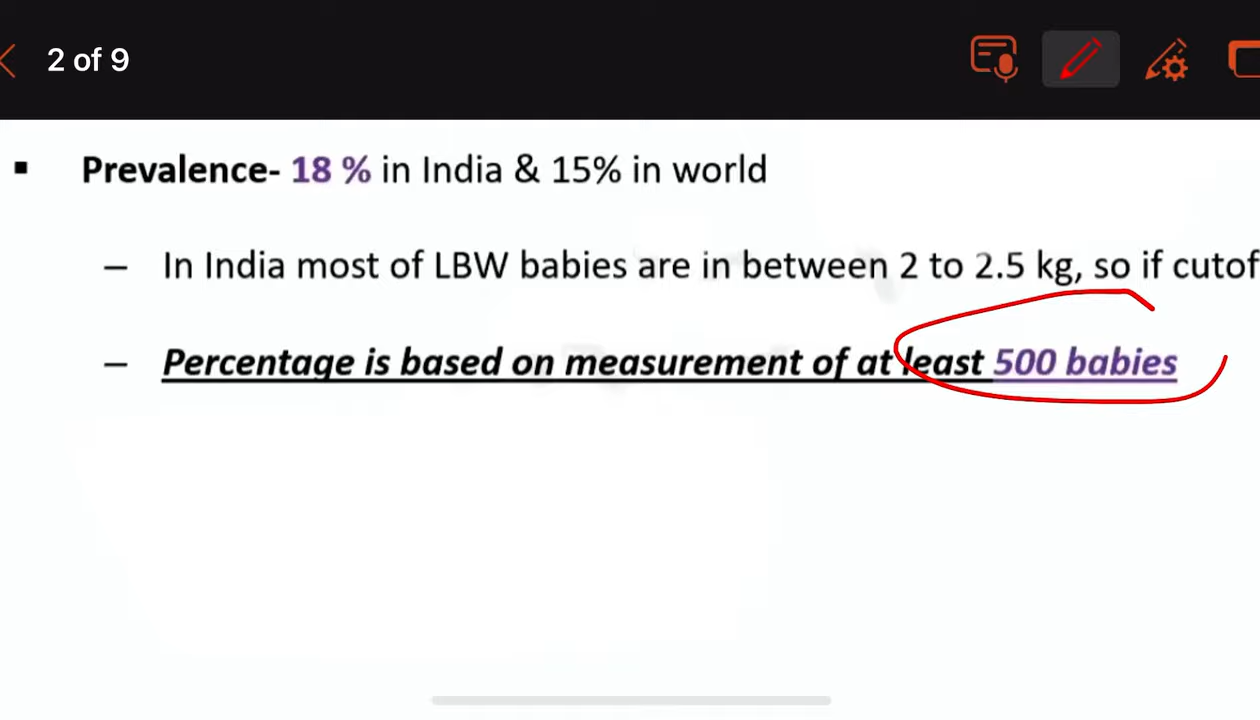 2 of 9
▪ Prevalence- 18 % in India & 15% in world
– In India most of LBW babies are in between 2 to 2.5 kg, so if cutof
– Percentage is based on measurement of at least 500 babies